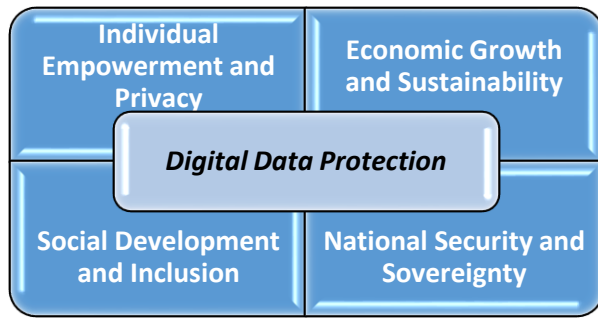 Individual
Empowerment and
Privacy
Economic Growth
and Sustainability
Digital Data Protection
Social Development
and Inclusion
National Security and
Sovereignty